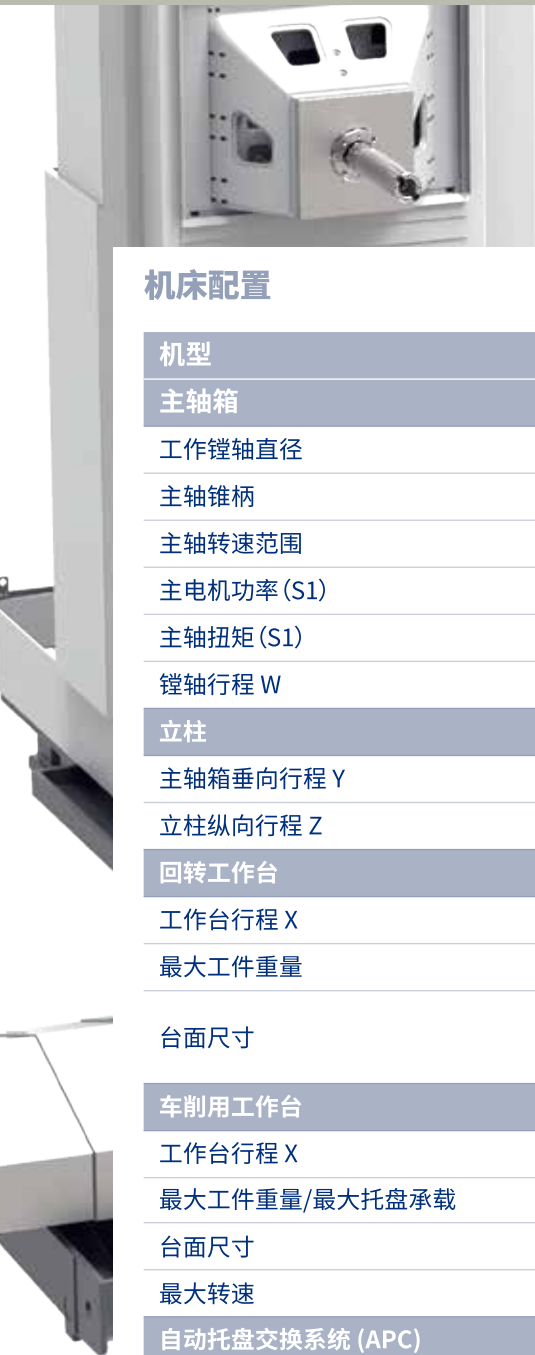 机床配置
机型
主轴箱
工作镗轴直径
主轴锥柄
主轴转速范围
主电机功率(S1)
主轴扭矩(S1)
镗轴行程 W
立柱
主轴箱垂向行程 Y
立柱纵向行程 Z
回转工作台
工作台行程 X
最大工件重量
台面尺寸
车削用工作台
工作台行程 X
最大工件重量/最大托盘承载
台面尺寸
最大转速
自动托盘交换系统 (APC)